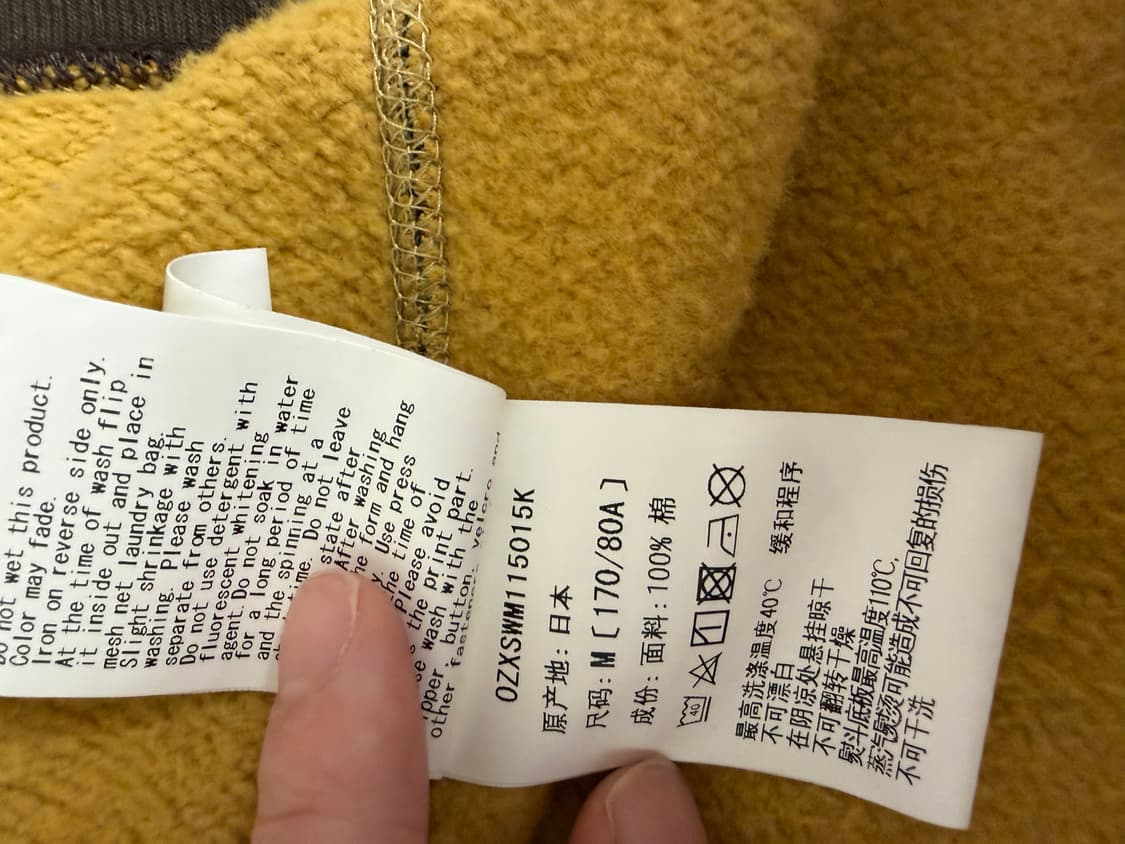 Do not wet this product.
Color may fade.
Iron on reverse side only.
At the time of wash flip
it inside out and place in
mesh net laundry bag.
Slight shrinkage with
washing. please wash
separate from others.
Do not use detergent with
fluorescent whitening
agent. Do not soak in water
for a long period of time
and the spinning
time. Do not leave
state after
After washing
form and hang
Use press
the time of
Please avoid
the print part.
wash
other, button, velcro and
fasten with the
OZXSWM115015K
原产地: 日本
尺码: M [170/80A]
成份: 面料: 100% 棉
40
最高洗涤温度40℃ 缓和程序
不可漂白
在阴凉处悬挂晾干
不可翻转干燥
熨斗底板最高温度110℃,
蒸汽熨烫可能造成不可回复的损伤
不可干洗